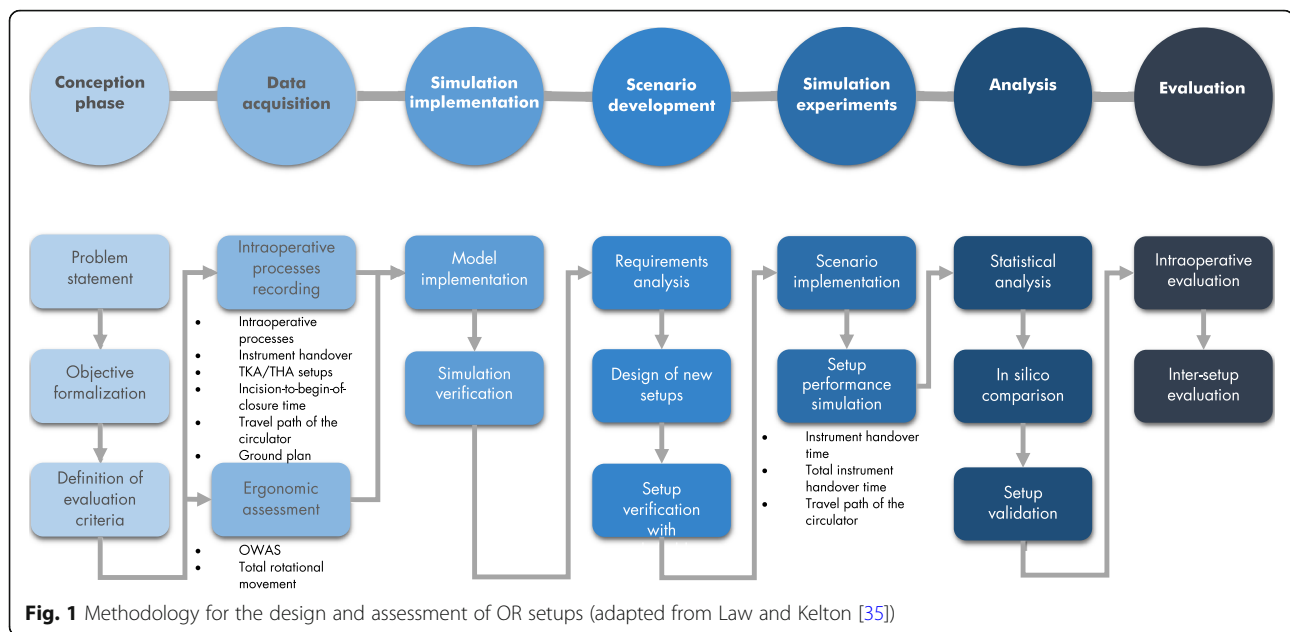 Conception
phase
Data
acquisition
Simulation
implementation
Scenario
development
Simulation
experiments
Analysis
Evaluation
Problem
statement
Objective
formalization
Definition of
evaluation
criteria
Intraoperative
processes
recording
• Intraoperative
processes
• Instrument handover
• TKA/THA setups
• Incision-to-begin-of-
closure time
• Travel path of the
circulator
• Ground plan
Ergonomic
assessment
• OWAS
• Total rotational
movement
Model
implementation
Simulation
verification
Requirements
analysis
Design of new
setups
Setup
verification
with
Scenario
implementation
Setup
performance
simulation
• Instrument handover
time
• Total instrument
handover time
• Travel path of the
circulator
Statistical
analysis
In silico
comparison
Setup
validation
Intraoperative
evaluation
Inter-setup
evaluation
Fig. 1 Methodology for the design and assessment of OR setups (adapted from Law and Kelton [35])